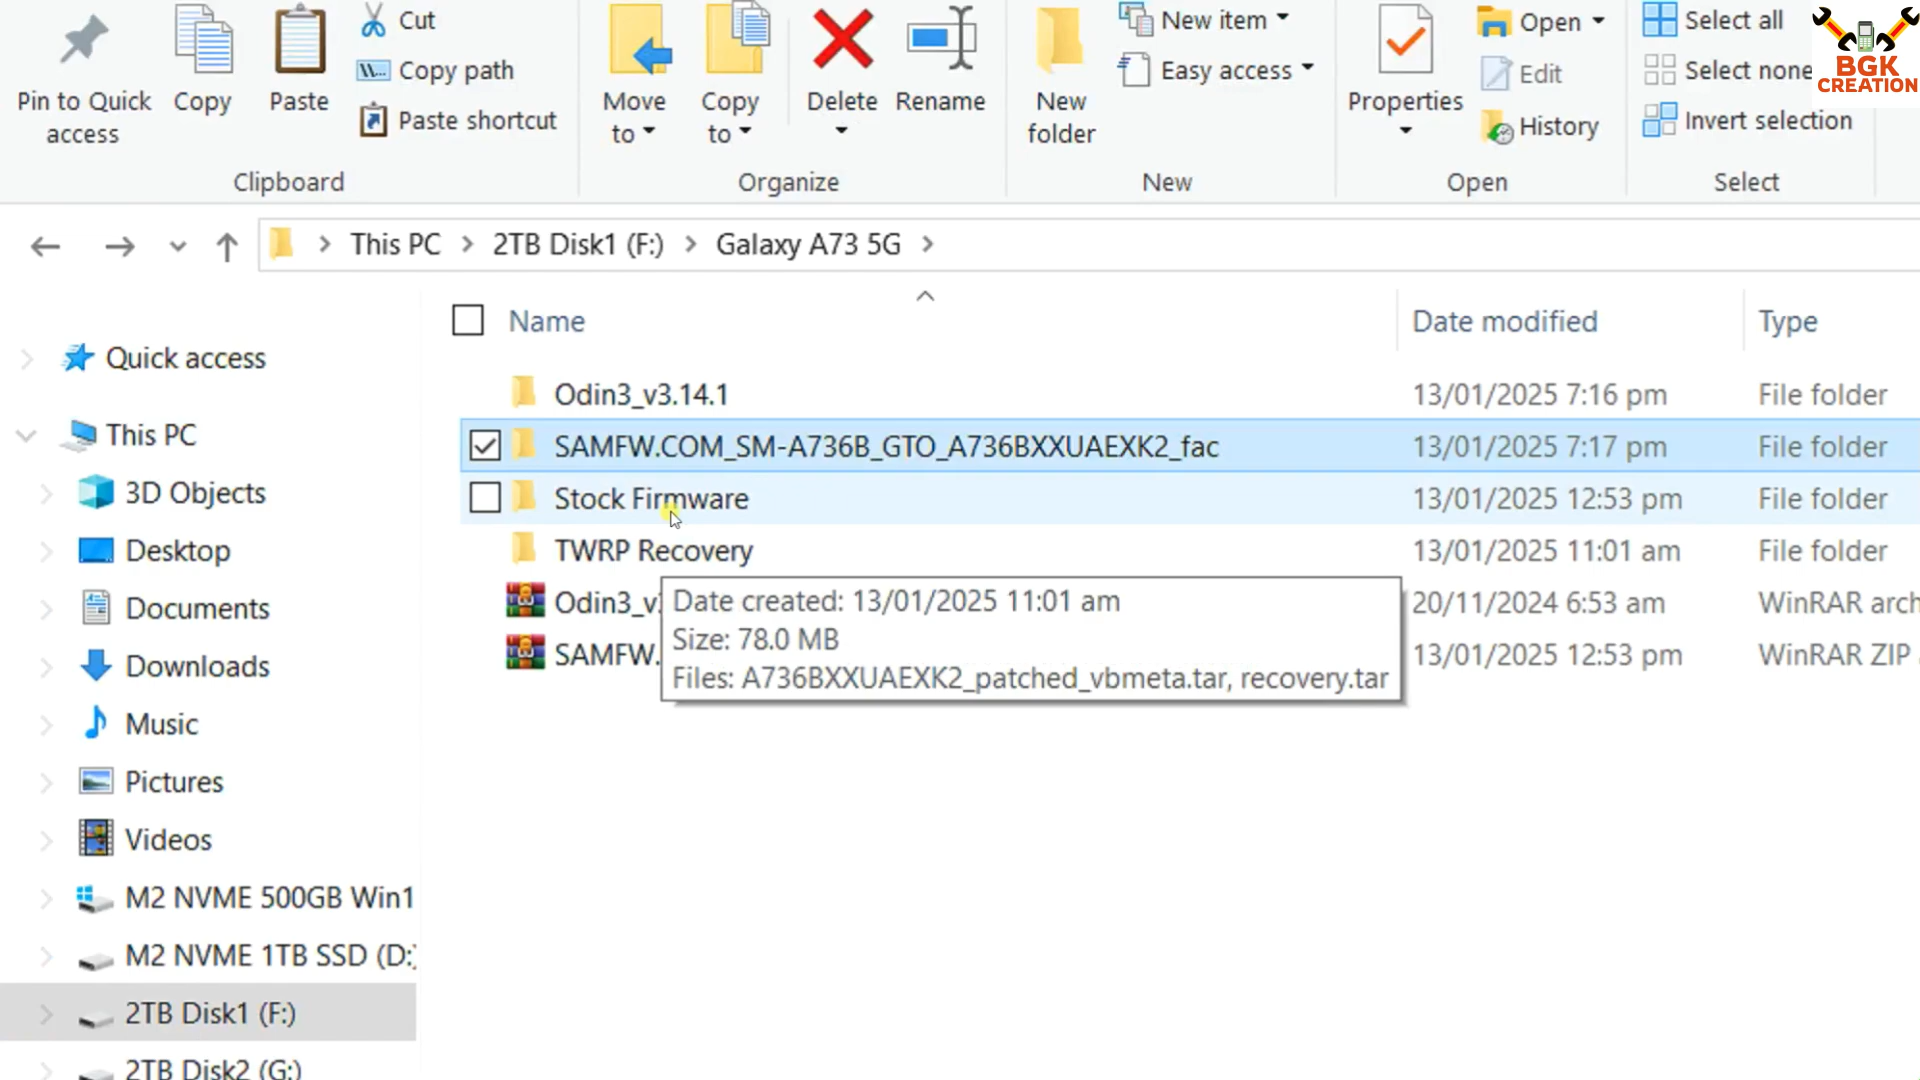 Pin to Quick
access
Copy
Paste
Cut
Copy path
Paste shortcut
Clipboard
Move
to
Copy
to
Delete
Rename
Organize
New
folder
New item
Easy access
New
Properties
Open
Edit
History
Open
Select all
Select none
Invert selection
Select
BGK
CREATION
This PC
2TB Disk1 (F:)
Galaxy A73 5G
Name
Date modified
Type
Quick access
This PC
3D Objects
Desktop
Documents
Downloads
Music
Pictures
Videos
M2 NVME 500GB Win1
M2 NVME 1TB SSD (D:)
2TB Disk1 (F:)
2TB Disk2 (G:)
Odin3_v3.14.1 13/01/2025 7:16 pm File folder
SAMFW.COM_SM-A736B_GTO_A736BXXUAEXK2_fac 13/01/2025 7:17 pm File folder
Stock Firmware 13/01/2025 12:53 pm File folder
TWRP Recovery 13/01/2025 11:01 am File folder
Odin3_v 20/11/2024 6:53 am WinRAR arch
SAMFW. 13/01/2025 12:53 pm WinRAR ZIP
Date created: 13/01/2025 11:01 am
Size: 78.0 MB
Files: A736BXXUAEXK2_patched_vbmeta.tar, recovery.tar